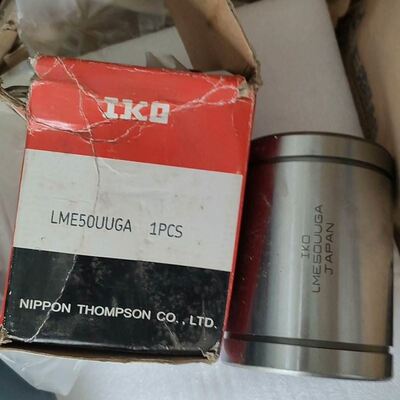 IKO
LME50UUGA 1PCS
NIPPON THOMPSON CO., LTD.
IKO
LME50UUGA
JAPAN